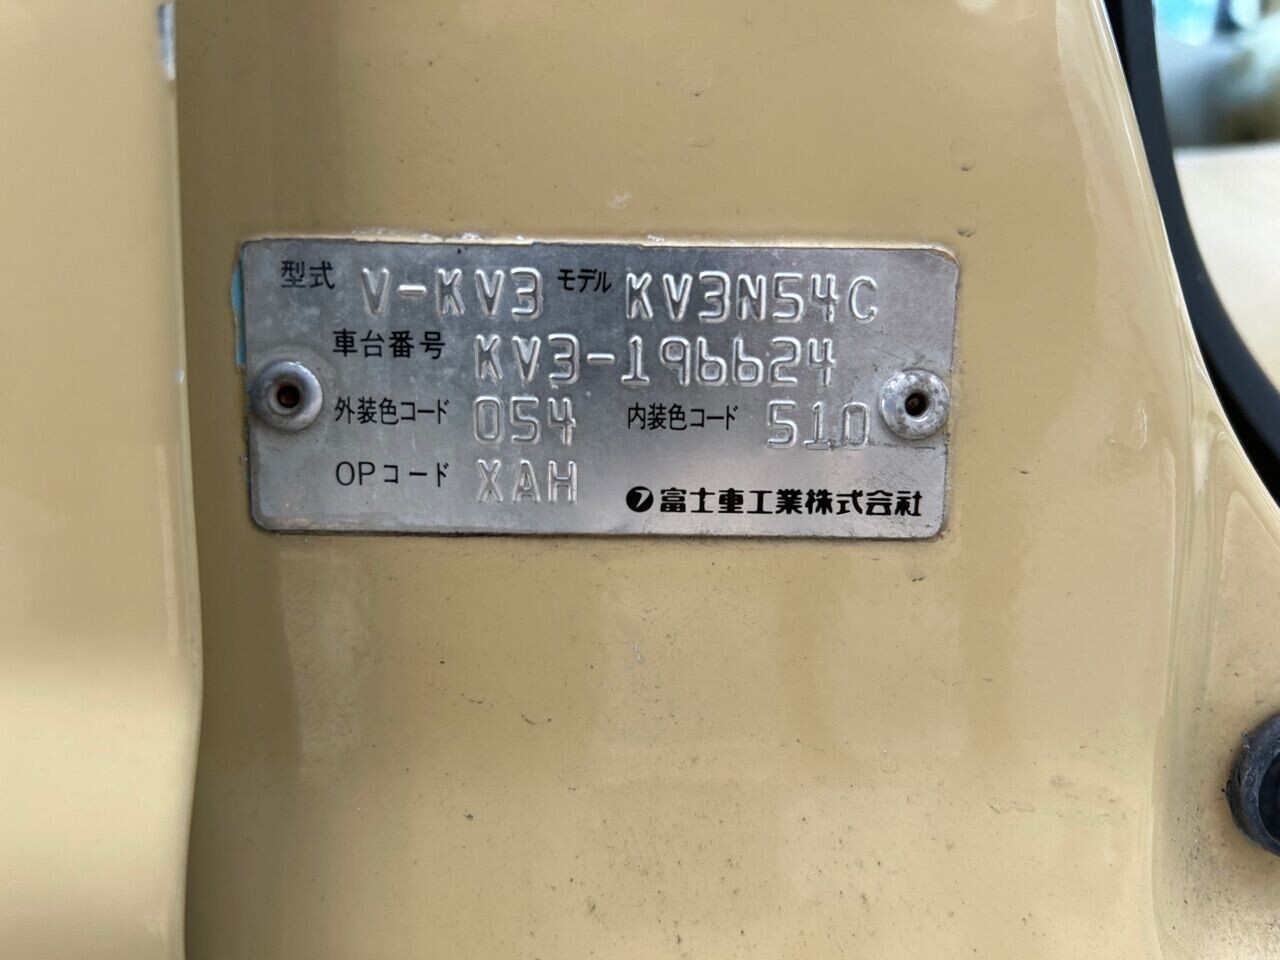 型式 V-KV3 モデル KV3N54C
車台番号 KV3-196624
外装色コード 054 内装色コード 510
OPコード XAH
富士重工業株式会社